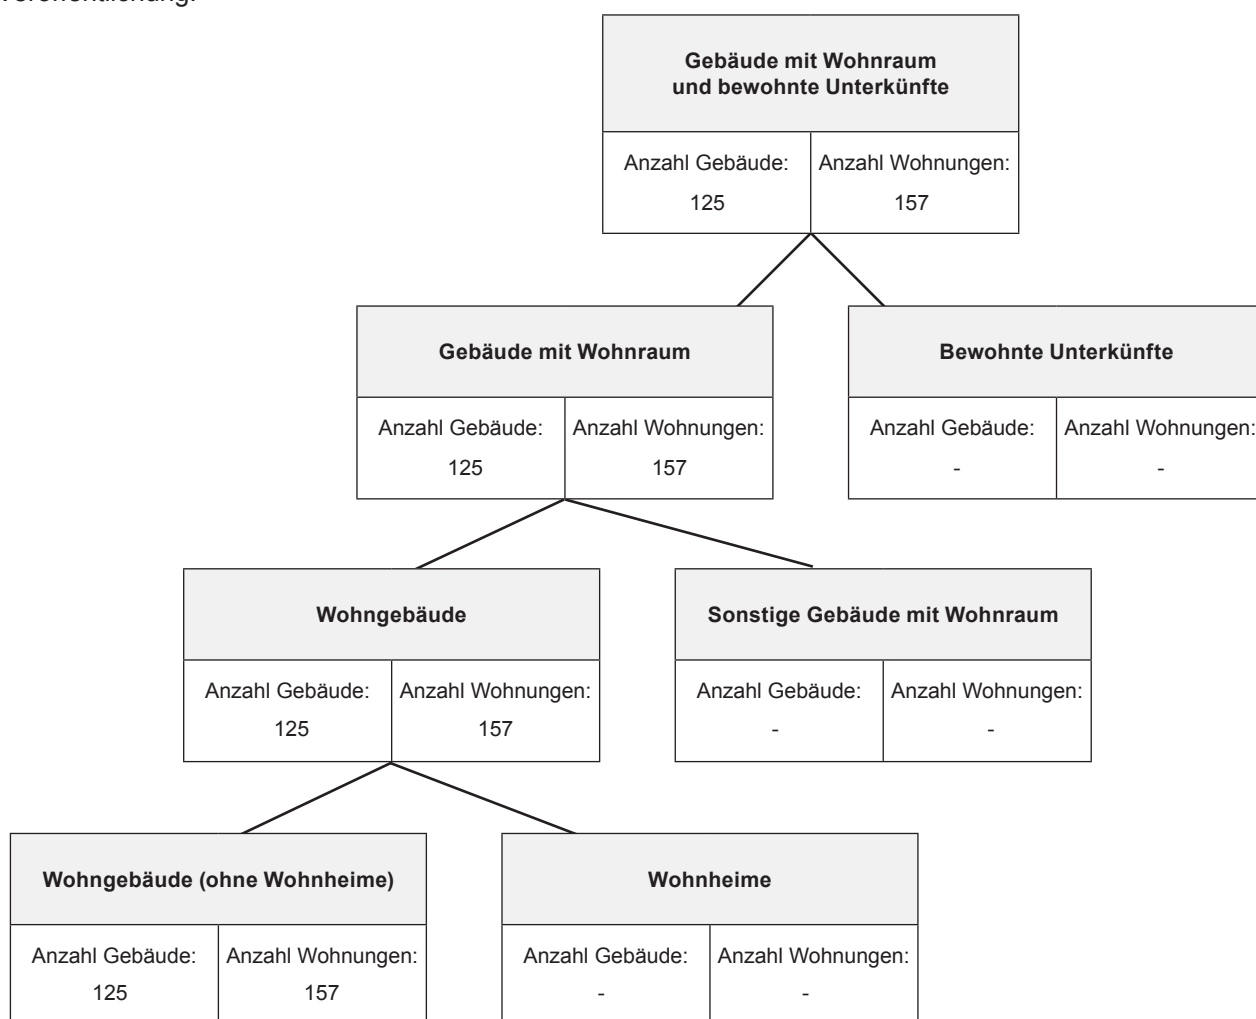 Veröffentlichung.
Gebäude mit Wohnraum
und bewohnte Unterkünfte
Anzahl Gebäude: Anzahl Wohnungen:
125 157
Gebäude mit Wohnraum Bewohnte Unterkünfte
Anzahl Gebäude: Anzahl Wohnungen: Anzahl Gebäude: Anzahl Wohnungen:
125 157 - -
Wohngebäude Sonstige Gebäude mit Wohnraum
Anzahl Gebäude: Anzahl Wohnungen: Anzahl Gebäude: Anzahl Wohnungen:
125 157 - -
Wohngebäude (ohne Wohnheime) Wohnheime
Anzahl Gebäude: Anzahl Wohnungen: Anzahl Gebäude: Anzahl Wohnungen:
125 157 - -